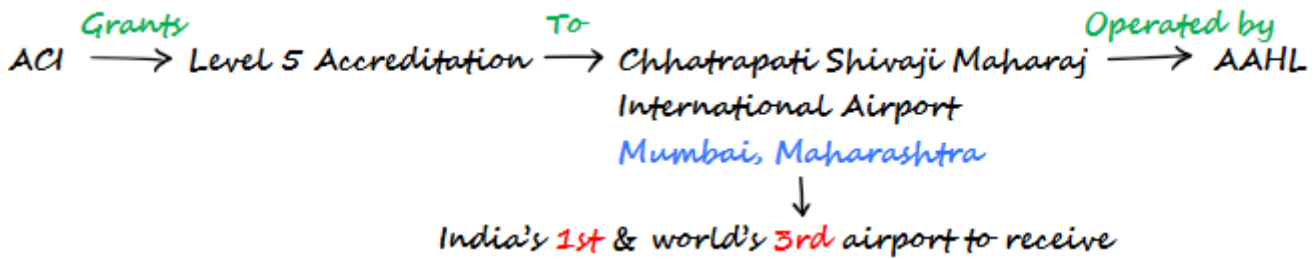 Grants To Operated by
ACI → Level 5 Accreditation → Chhatrapati Shivaji Maharaj → AAHL
International Airport
Mumbai, Maharashtra
India's 1st & world's 3rd airport to receive